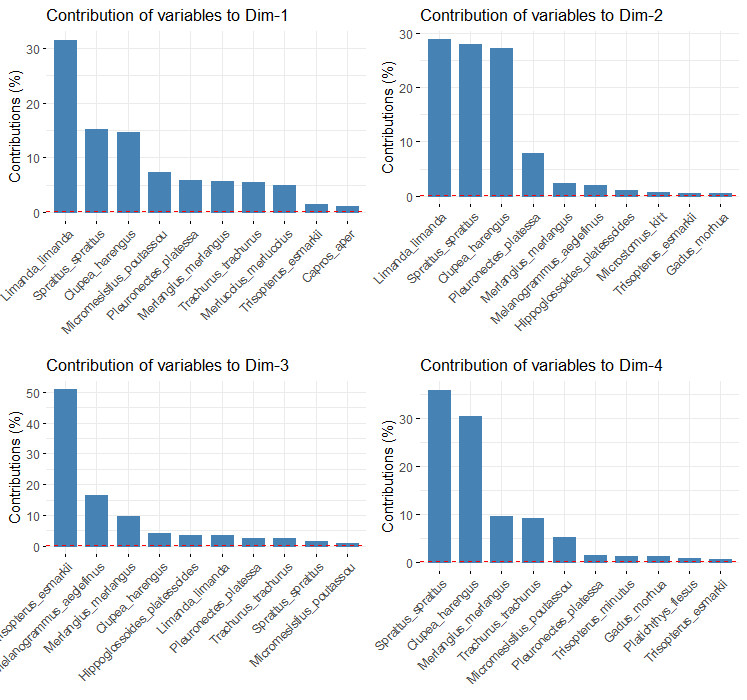 Contribution of variables to Dim-1
Contributions (%)
30
20
10
0
Limanda_limanda
Sprattus_sprattus
Clupea_harengus
Micromesistius_poutassou
Pleuronectes_platessa
Merlangius_merlangus
Trachurus_trachurus
Merluccius_merluccius
Trisopterus_esmarkii
Capros_aper
Contribution of variables to Dim-2
Contributions (%)
30
20
10
0
Limanda_limanda
Sprattus_sprattus
Clupea_harengus
Pleuronectes_platessa
Merlangius_merlangus
Melanogrammus_aeglefinus
Hippoglossoides_platessoides
Microstomus_kitt
Trisopterus_esmarkii
Gadus_morhua
Contribution of variables to Dim-3
Contributions (%)
50
40
30
20
10
0
isopterus_esmarkii
elanogrammus_aeglefinus
Merlangius_merlangus
Clupea_harengus
Hippoglossoides_platessoides
Limanda_limanda
Pleuronectes_platessa
Trachurus_trachurus
Sprattus_sprattus
Micromesistius_poutassou
Contribution of variables to Dim-4
Contributions (%)
30
20
10
0
Sprattus_sprattus
Clupea_harengus
Merlangius_merlangus
Trachurus_trachurus
Micromesistius_poutassou
Pleuronectes_platessa
Trisopterus_minutus
Gadus_morhua
Platichthys_flesus
Trisopterus_esmarkii